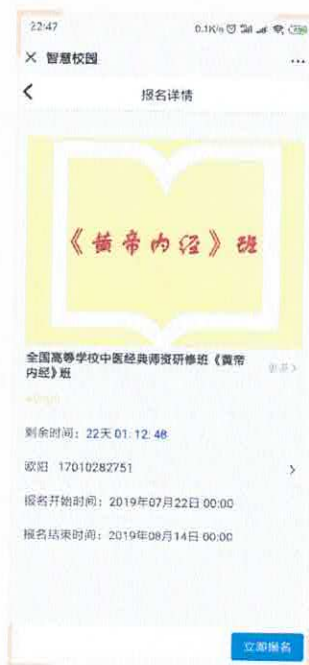 22:47
0.1K/s
× 智慧校园 ...
报名详情
《黄帝内径》班
全国高等学校中医经典师资研修班《黄帝
内经》班
剩余时间：22天 01:12:48
欧阳 17010282751
报名开始时间：2019年07月22日 00:00
报名结束时间：2019年08月14日 00:00
立即报名